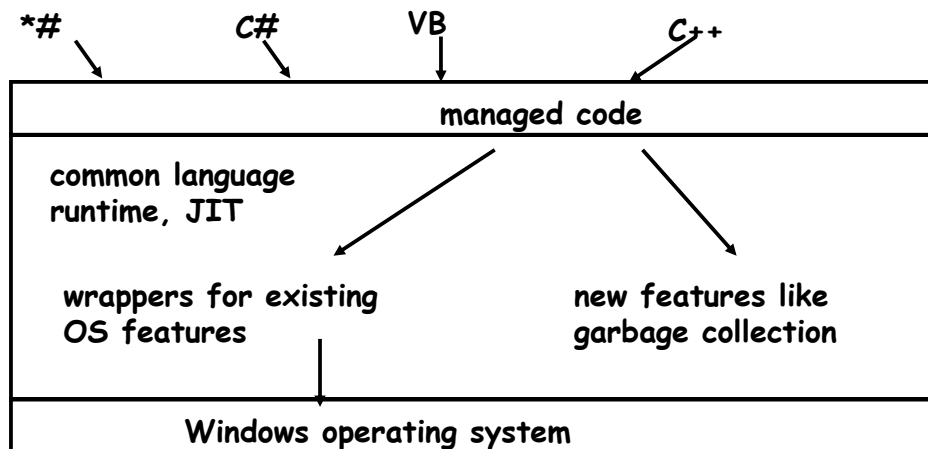 *# C# VB C++
managed code
common language
runtime, JIT
wrappers for existing
OS features
new features like
garbage collection
Windows operating system